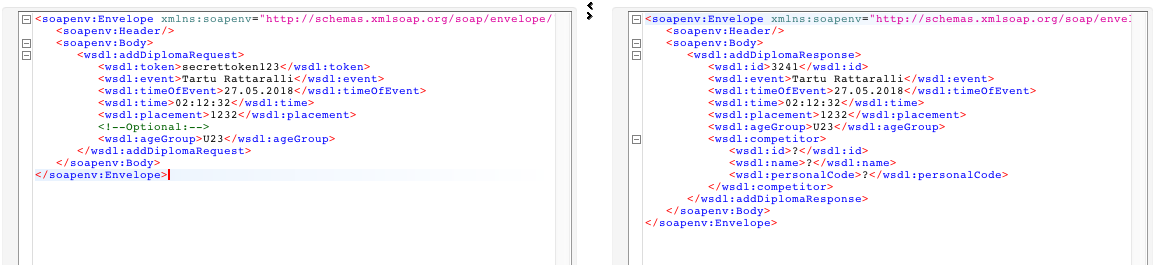 <soapenv:Envelope xmlns:soapenv="http://schemas.xmlsoap.org/soap/envelope/
<soapenv:Header/>
<soapenv:Body>
<wsdl:addDiplomaRequest>
<wsdl:token>secrettoken123</wsdl:token>
<wsdl:event>Tartu Rattaralli</wsdl:event>
<wsdl:timeOfEvent>27.05.2018</wsdl:timeOfEvent>
<wsdl:time>02:12:32</wsdl:time>
<wsdl:placement>1232</wsdl:placement>
<!--Optional:-->
<wsdl:ageGroup>U23</wsdl:ageGroup>
</wsdl:addDiplomaRequest>
</soapenv:Body>
</soapenv:Envelope>
<soapenv:Envelope xmlns:soapenv="http://schemas.xmlsoap.org/soap/envel
<soapenv:Header/>
<soapenv:Body>
<wsdl:addDiplomaResponse>
<wsdl:id>3241</wsdl:id>
<wsdl:event>Tartu Rattaralli</wsdl:event>
<wsdl:timeOfEvent>27.05.2018</wsdl:timeOfEvent>
<wsdl:time>02:12:32</wsdl:time>
<wsdl:placement>1232</wsdl:placement>
<wsdl:ageGroup>U23</wsdl:ageGroup>
<wsdl:competitor>
<wsdl:id>?</wsdl:id>
<wsdl:name>?</wsdl:name>
<wsdl:personalCode>?</wsdl:personalCode>
</wsdl:competitor>
</wsdl:addDiplomaResponse>
</soapenv:Body>
</soapenv:Envelope>